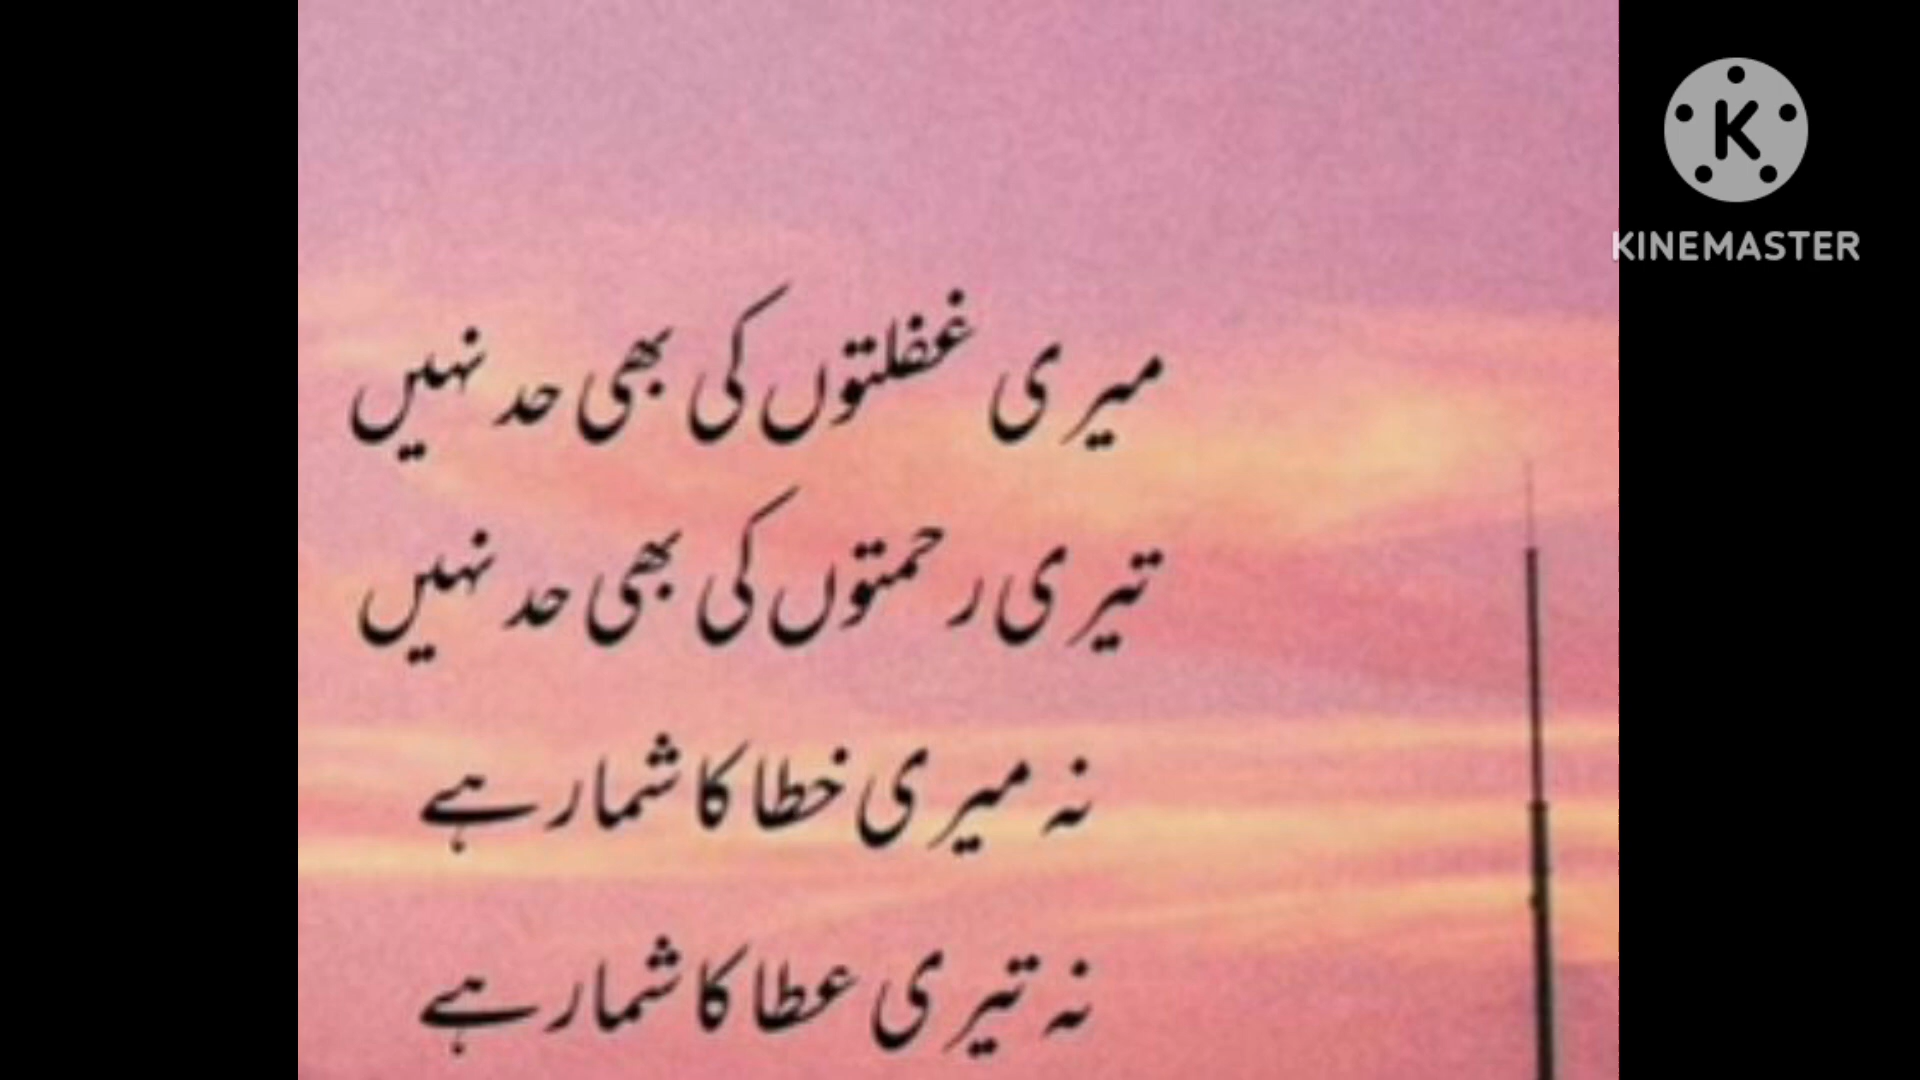 KINEMASTER
میری غفلتوں کی بھی حد نہیں
تیری رحمتوں کی بھی حد نہیں
نہ میری خطا کا شمار ہے
نہ تیری عطا کا شمار ہے